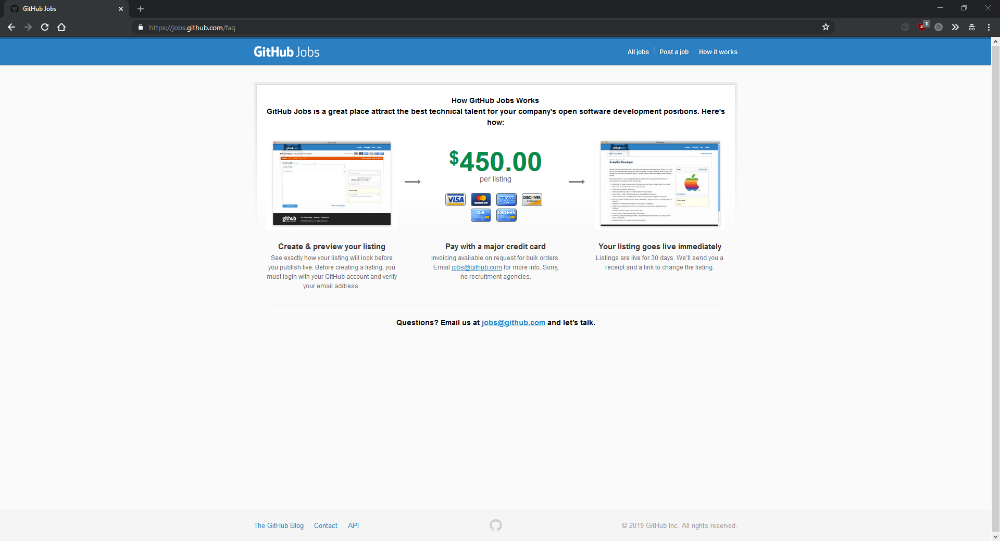 GitHub Jobs
https://jobs.github.com/faq
1
GitHub Jobs
All jobs
Post a job
How it works
How GitHub Jobs Works
GitHub Jobs is a great place attract the best technical talent for your company's open software development positions. Here's
how:
github
github jobs
Analytics Developer
$450.00
per listing
VISA
MasterCard
AMERICAN
EXPRESS
DISCOVER
NETWORK
JCB
DINERS
Create & preview your listing
See exactly how your listing will look before
you publish live. Before creating a listing, you
must login with your GitHub account and verify
your email address.
Pay with a major credit card
Invoicing available on request for bulk orders.
Email jobs@github.com for more info. Sorry,
no recruitment agencies.
Your listing goes live immediately
Listings are live for 30 days. We’ll send you a
receipt and a link to change the listing.
Questions? Email us at jobs@github.com and let’s talk.
The GitHub Blog
Contact
API
© 2019 GitHub Inc. All rights reserved.